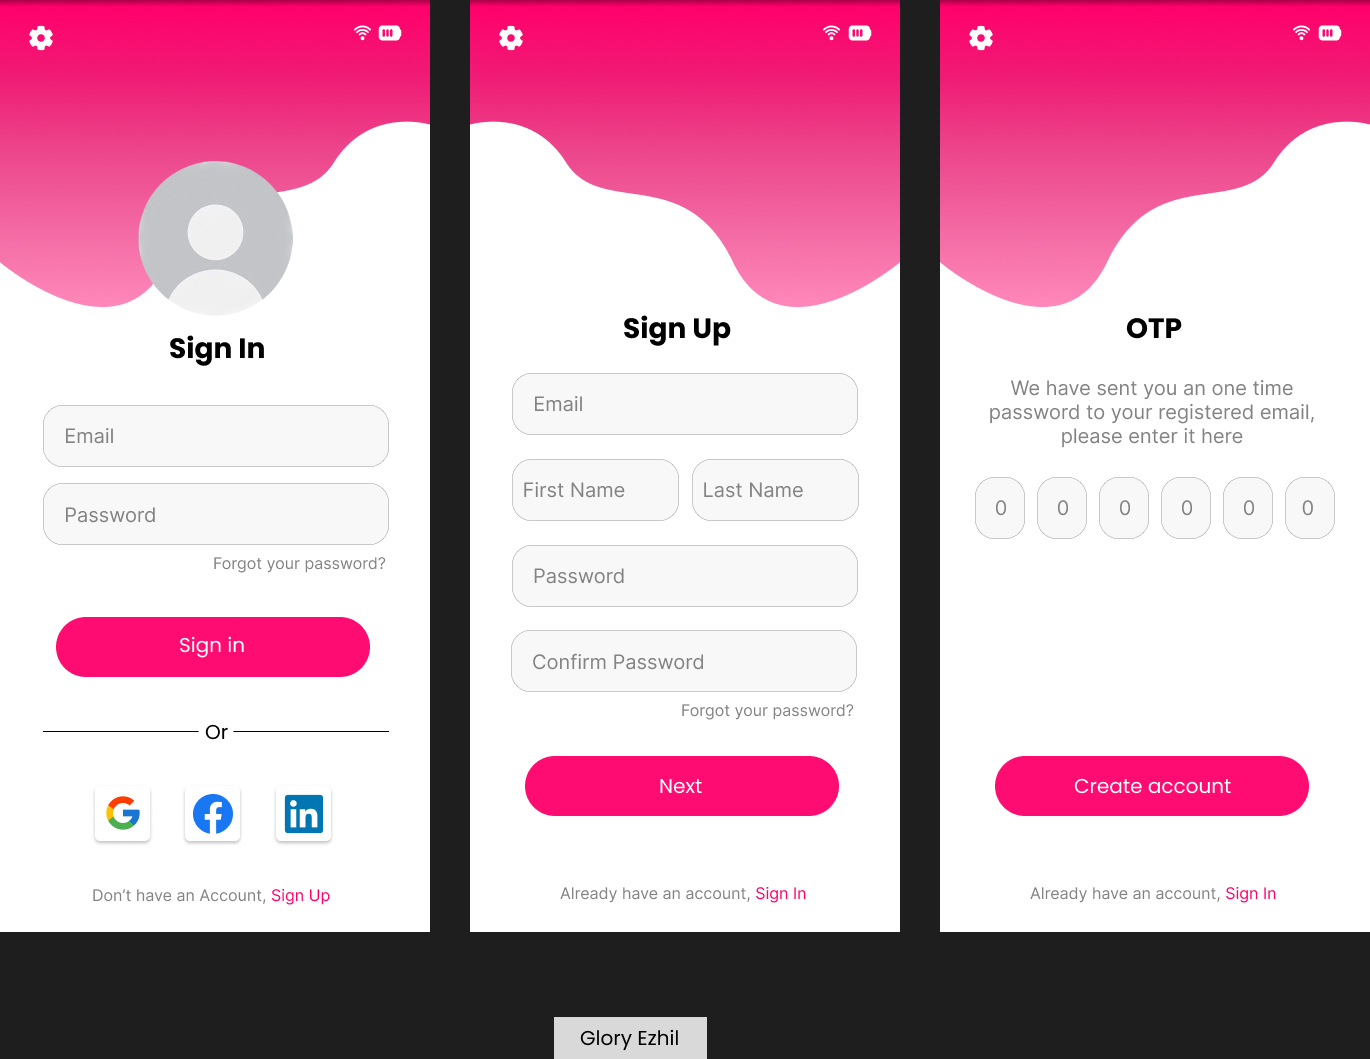 Sign In
Email
Password
Forgot your password?
Sign in
Or
in
Don't have an Account, Sign Up
Sign Up
Email
First Name
Last Name
Password
Confirm Password
Forgot your password?
Next
Already have an account, Sign In
OTP
We have sent you an one time
password to your registered email,
please enter it here
0 0 0 0 0 0
Create account
Already have an account, Sign In
Glory Ezhil